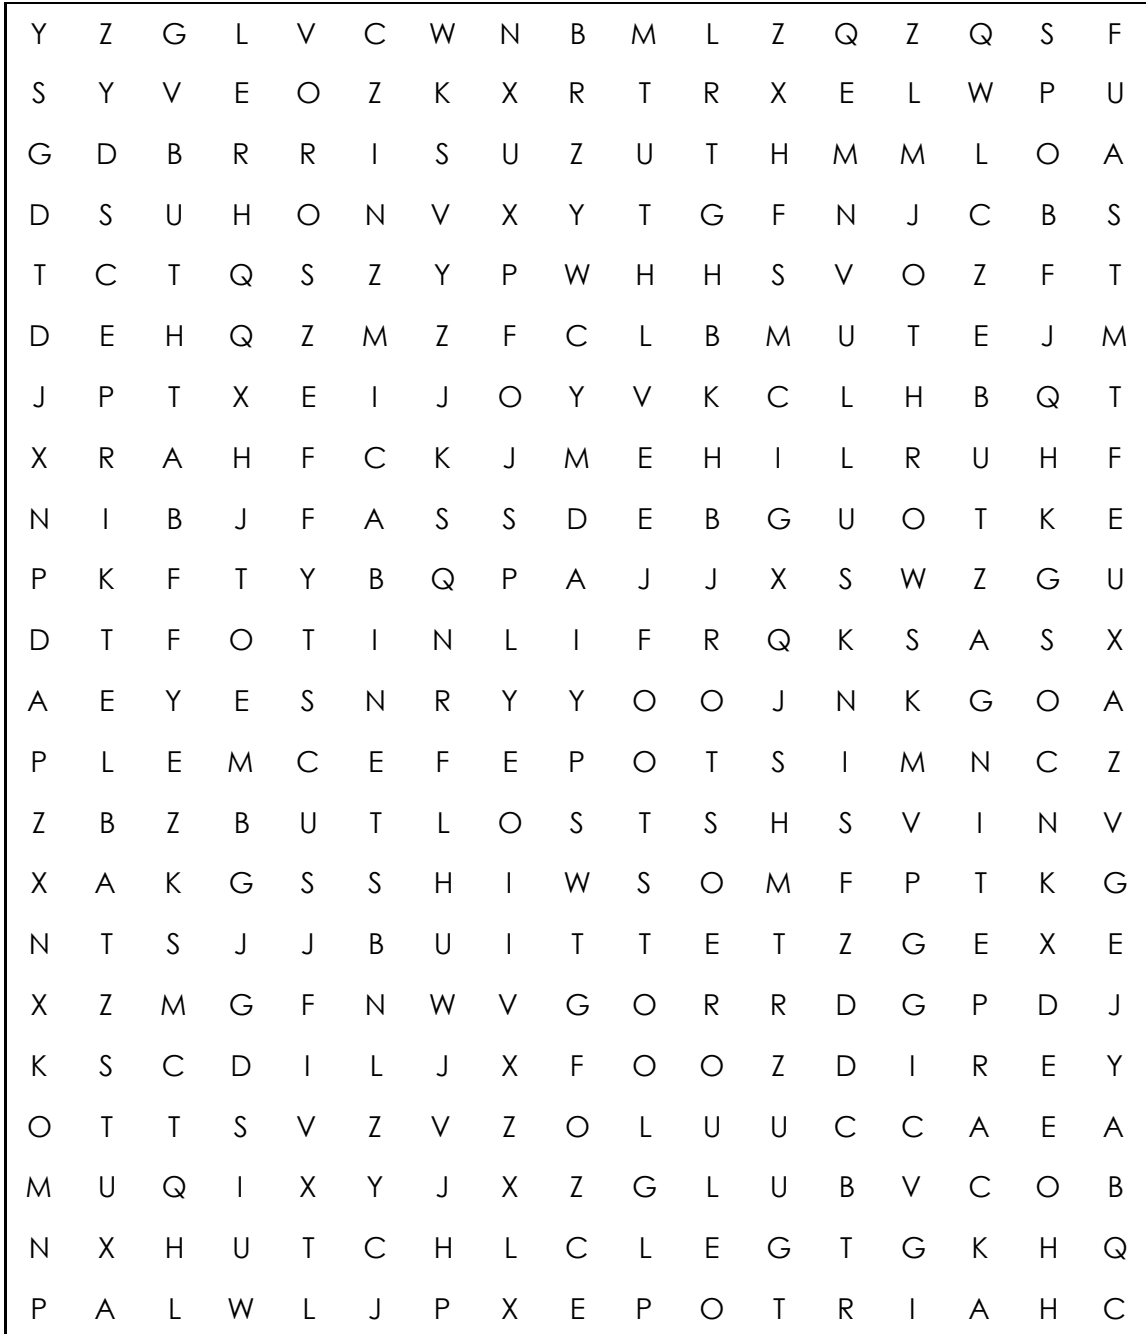 Y Z G L V C W N B M L Z Q Z Q S F
S Y V E O Z K X R T R X E L W P U
G D B R R I S U Z U T H M M L O A
D S U H O N V X Y T G F N J C B S
T C T Q S Z Y P W H H S V O Z F T
D E H Q Z M Z F C L B M U T E J M
J P T X E I J O Y V K C L H B Q T
X R A H F C K J M E H I L R U H F
N I B J F A S S D E B G U O T K E
P K F T Y B Q P A J J X S W Z G U
D T F O T I N L I F R Q K S A S X
A E Y E S N R Y Y O O J N K G O A
P L E M C E F E P O T S I M N C Z
Z B Z B U T L O S T S H S V I N V
X A K G S S H I W S O M F P T K G
N T S J J B U I T T E T Z G E X E
X Z M G F N W V G O R R D G P D J
K S C D I L J X F O O Z D I R E Y
O T T S V Z V Z O L U U C C A E A
M U Q I X Y J X Z G L U B V C O B
N X H U T C H L C L E G T G K H Q
P A L W L J P X E P O T R I A H C